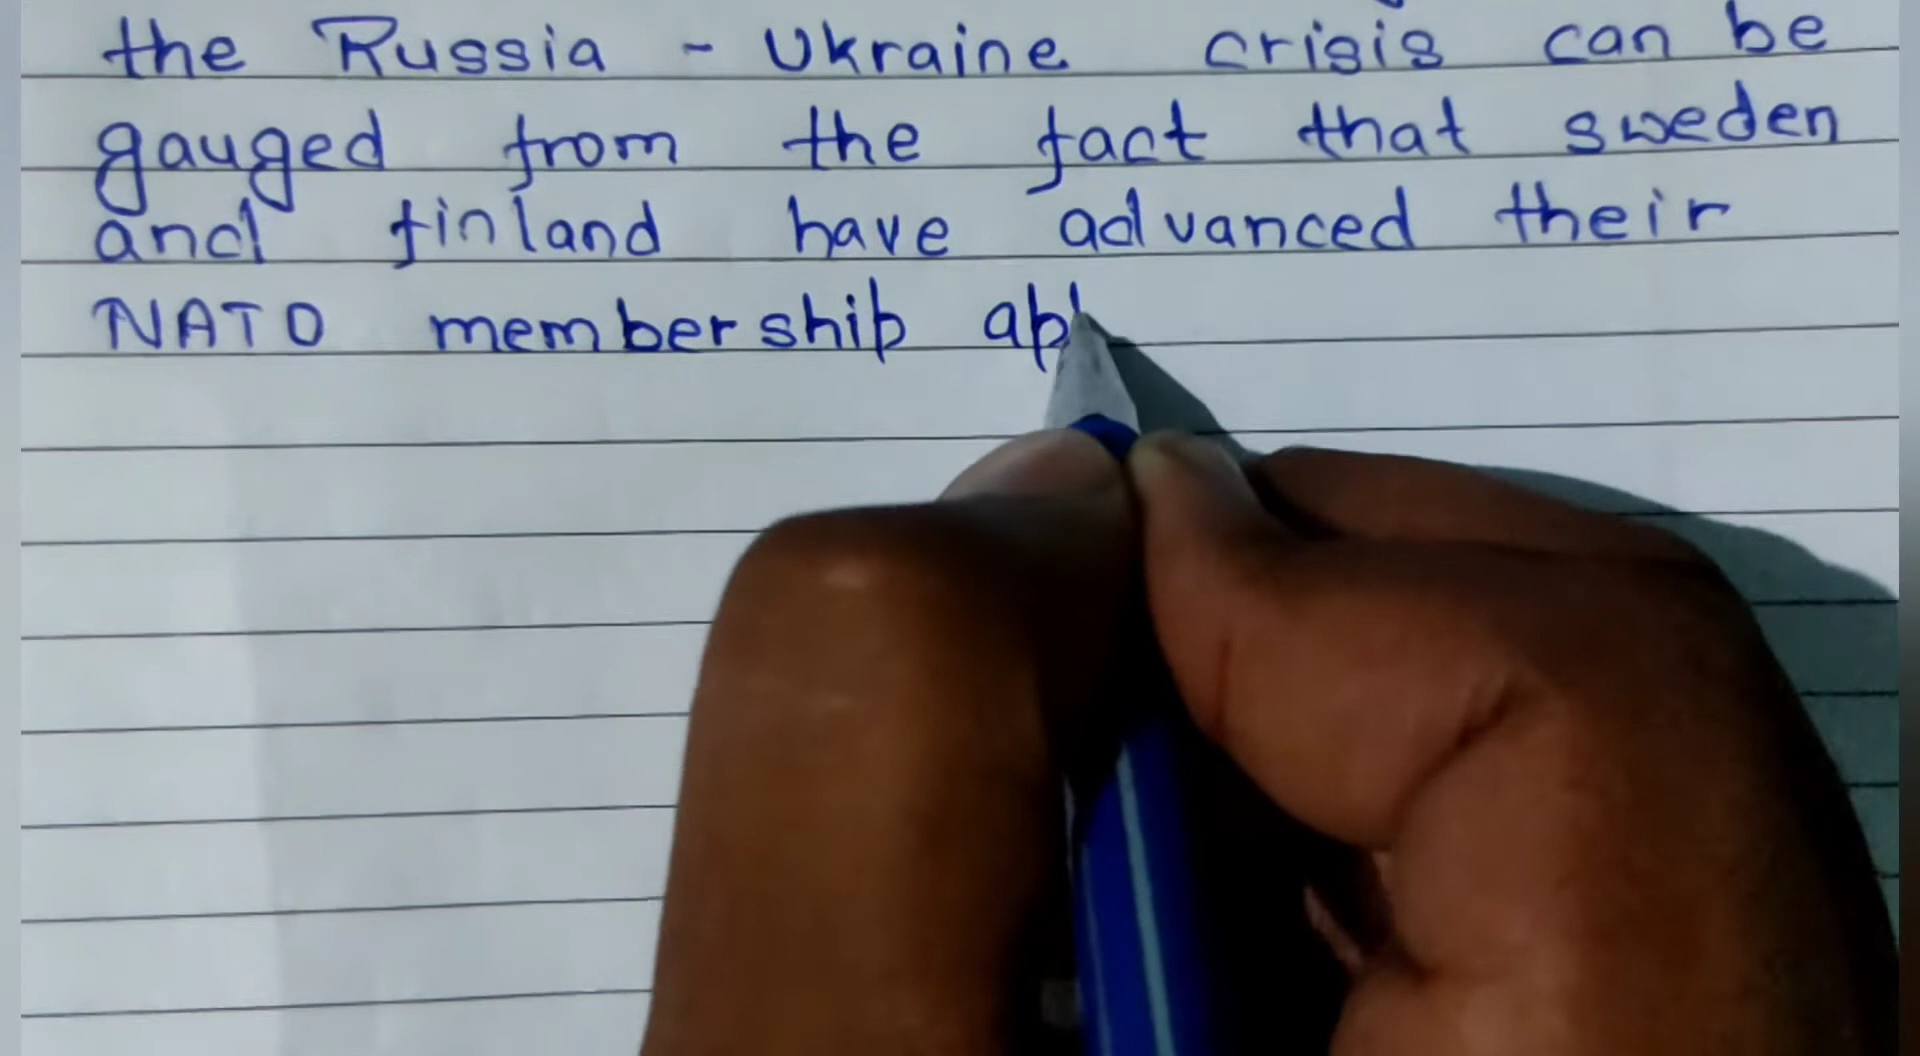 the Russia - Ukraine crisis can be
gauged from the fact that sweden
and finland have advanced their
NATO membership ap